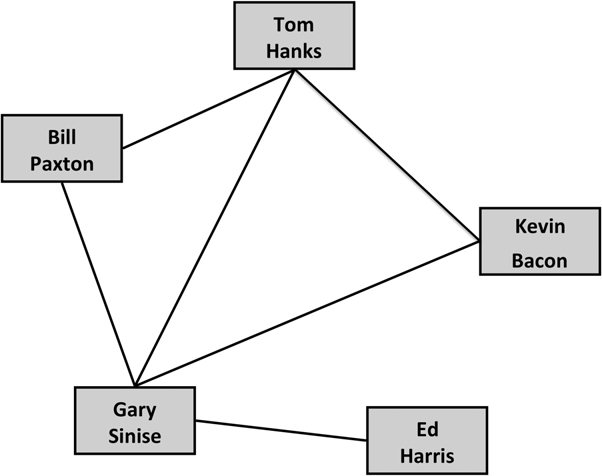 Tom
Hanks
Bill
Paxton
Kevin
Bacon
Gary
Sinise
Ed
Harris